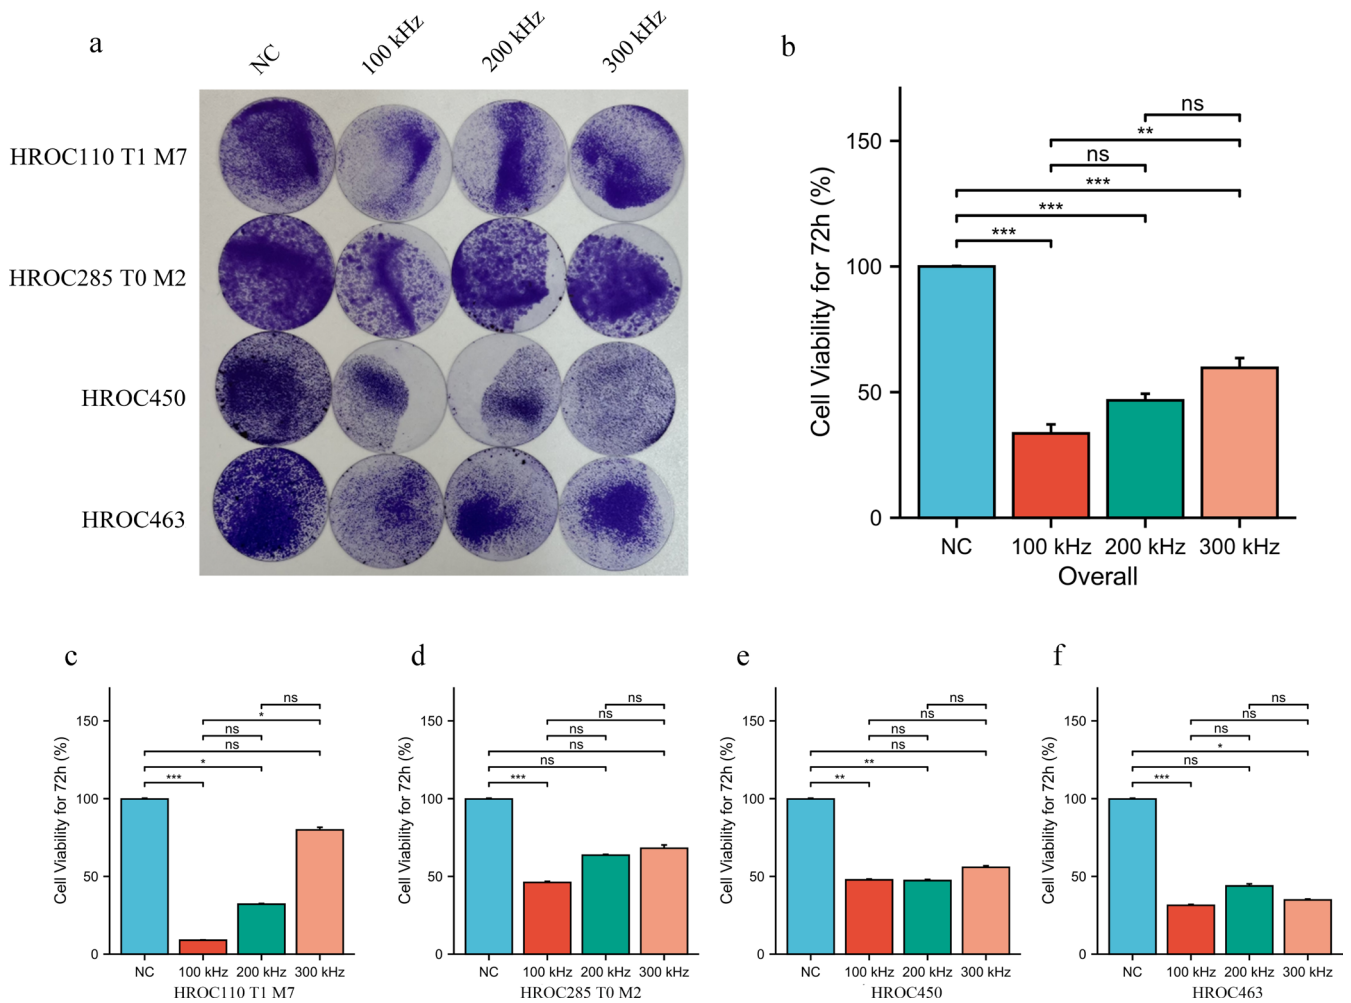 a
NC
100 kHz
200 kHz
300 kHz
HROC110 T1 M7
HROC285 T0 M2
HROC450
HROC463
b
Cell Viability for 72h (%)
150
100
50
0
ns
**
ns
***
***
***
NC
100 kHz
200 kHz
300 kHz
Overall
c
Cell Viability for 72h (%)
150
100
50
0
ns
*
ns
ns
*
***
NC
100 kHz
200 kHz
300 kHz
HROC110 T1 M7
d
Cell Viability for 72h (%)
150
100
50
0
ns
ns
ns
ns
ns
***
NC
100 kHz
200 kHz
300 kHz
HROC285 T0 M2
e
Cell Viability for 72h (%)
150
100
50
0
ns
ns
ns
ns
**
**
NC
100 kHz
200 kHz
300 kHz
HROC450
f
Cell Viability for 72h (%)
150
100
50
0
ns
ns
ns
*
ns
***
NC
100 kHz
200 kHz
300 kHz
HROC463